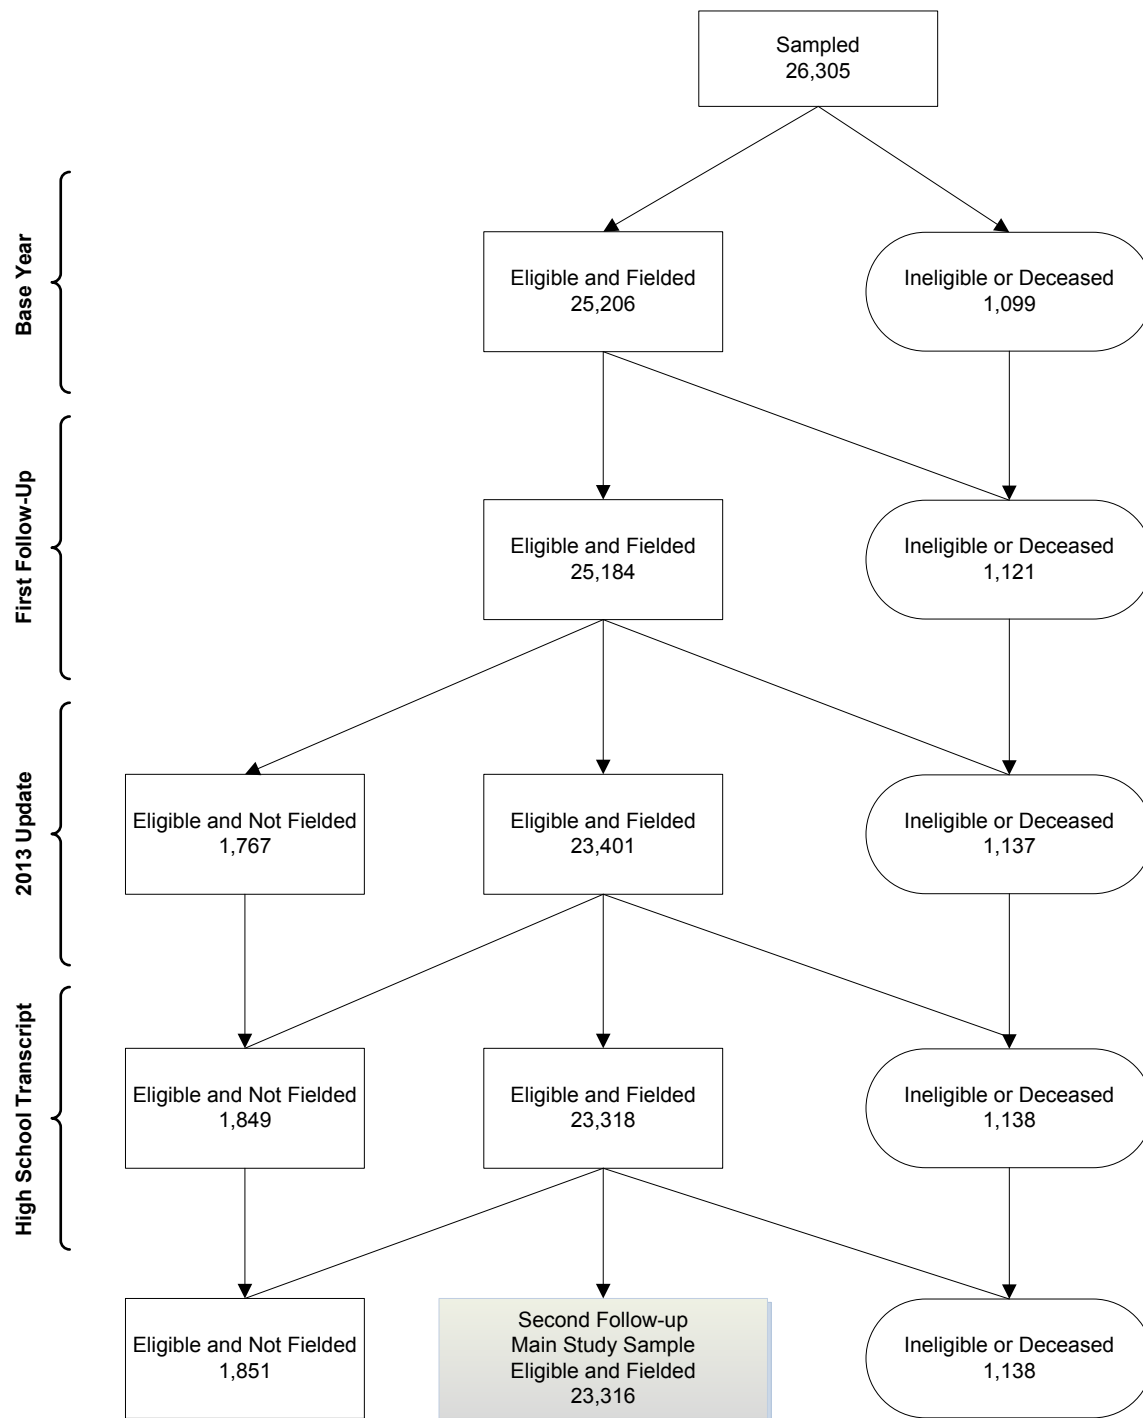 Sampled
26,305
Base Year
Eligible and Fielded
25,206
Ineligible or Deceased
1,099
First Follow-Up
Eligible and Fielded
25,184
Ineligible or Deceased
1,121
2013 Update
Eligible and Not Fielded
1,767
Eligible and Fielded
23,401
Ineligible or Deceased
1,137
High School Transcript
Eligible and Not Fielded
1,849
Eligible and Fielded
23,318
Ineligible or Deceased
1,138
Eligible and Not Fielded
1,851
Second Follow-up
Main Study Sample
Eligible and Fielded
23,316
Ineligible or Deceased
1,138